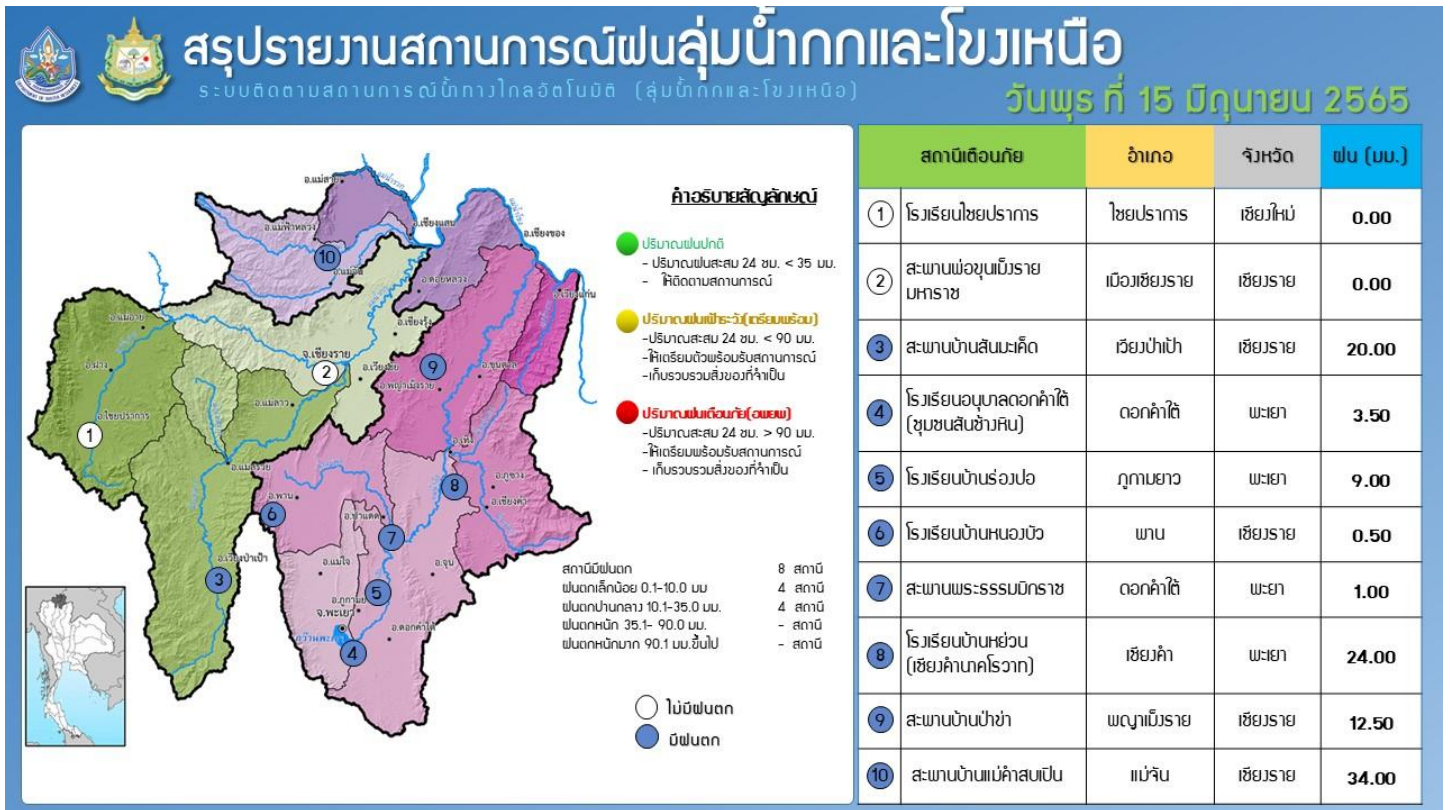 สรุปรายงานสถานการณ์ฝนลุ่มน้ำกกและโขงเหนือ
ระบบติดตามสถานการณ์น้ำทางไกลอัตโนมัติ (ลุ่มน้ำกกและโขงเหนือ)
วันพุธ ที่ 15 มิถุนายน 2565
อ.แม่สาย
อ.แม่ฟ้าหลวง
อ.เชียงแสน
อ.เชียงของ
10
อ.แม่จัน
อ.ดอยหลวง
อ.เวียงแก่น
อ.แม่อาย
อ.เชียงรุ้ง
จ.เชียงราย
2
อ.เวียงชัย
9
อ.ขุนตาล
อ.ฝาง
อ.พญาเม็งราย
อ.แม่ลาว
อ.ไชยปราการ
1
อ.เทิง
อ.แม่สรวย
8
อ.ภูซาง
อ.เชียงคำ
อ.พาน
6
อ.ป่าแดด
7
อ.เวียงป่าเป้า
3
อ.แม่ใจ
อ.จุน
5
อ.ภูกามย
จ.พะเยา
กว๊านพะเยา
อ.ดอกคำใต้
4
คำอธิบายสัญลักษณ์
ปริมาณฝนปกติ
- ปริมาณฝนสะสม 24 ชม. < 35 มม.
- ให้ติดตามสถานการณ์
ปริมาณฝนเฝ้าระวัง(เตรียมพร้อม)
-ปริมาณสะสม 24 ชม. < 90 มม.
-ให้เตรียมตัวพร้อมรับสถานการณ์
-เก็บรวบรวมสิ่งของที่จำเป็น
ปริมาณฝนเตือนภัย(อพยพ)
-ปริมาณสะสม 24 ชม. > 90 มม.
-ให้เตรียมพร้อมรับสถานการณ์
- เก็บรวบรวมสิ่งของที่จำเป็น
สถานีมีฝนตก 8 สถานี
ฝนตกเล็กน้อย 0.1-10.0 มม 4 สถานี
ฝนตกปานกลาง 10.1-35.0 มม. 4 สถานี
ฝนตกหนัก 35.1- 90.0 มม. - สถานี
ฝนตกหนักมาก 90.1 มม.ขึ้นไป - สถานี
ไม่มีฝนตก
มีฝนตก
สถานีเตือนภัย อำเภอ จังหวัด ฝน (มม.)
1 โรงเรียนไชยปราการ ไชยปราการ เชียงใหม่ 0.00
2 สะพานพ่อขุนเม็งราย
มหาราช เมืองเชียงราย เชียงราย 0.00
3 สะพานบ้านสันมะเค็ด เวียงป่าเป้า เชียงราย 20.00
4 โรงเรียนอนุบาลดอกคำใต้
(ชุมชนสันช้างหิน) ดอกคำใต้ พะเยา 3.50
5 โรงเรียนบ้านร่องปอ ภูกามยาว พะเยา 9.00
6 โรงเรียนบ้านหนองบัว พาน เชียงราย 0.50
7 สะพานพระธรรมมิกราช ดอกคำใต้ พะเยา 1.00
8 โรงเรียนบ้านหย่วน
(เชียงคำนาคโรวาท) เชียงคำ พะเยา 24.00
9 สะพานบ้านป่าข่า พญาเม็งราย เชียงราย 12.50
10 สะพานบ้านแม่คำสบเปิน แม่จัน เชียงราย 34.00